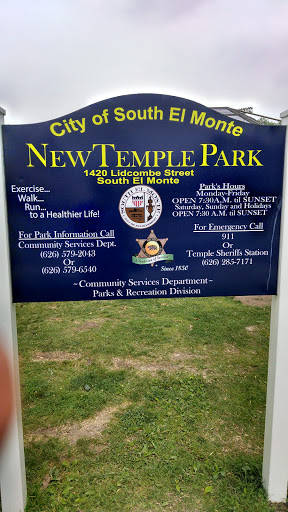 City of South El Monte
NEW TEMPLE PARK
1420 Lidcombe Street
South El Monte
Exercise...
Walk...
Run...
to a Healthier Life!
Park's Hours
Monday-Friday
OPEN 7:30A.M. til SUNSET
Saturday, Sunday and Holidays
OPEN 7:30 A.M. til SUNSET
For Park Information Call
Community Services Dept.
(626) 579-2043
Or
(626) 579-6540
For Emergency Call
911
Or
Temple Sheriffs Station
(626) 285-7171
Since 1850
~ Community Services Department ~
Parks & Recreation Division